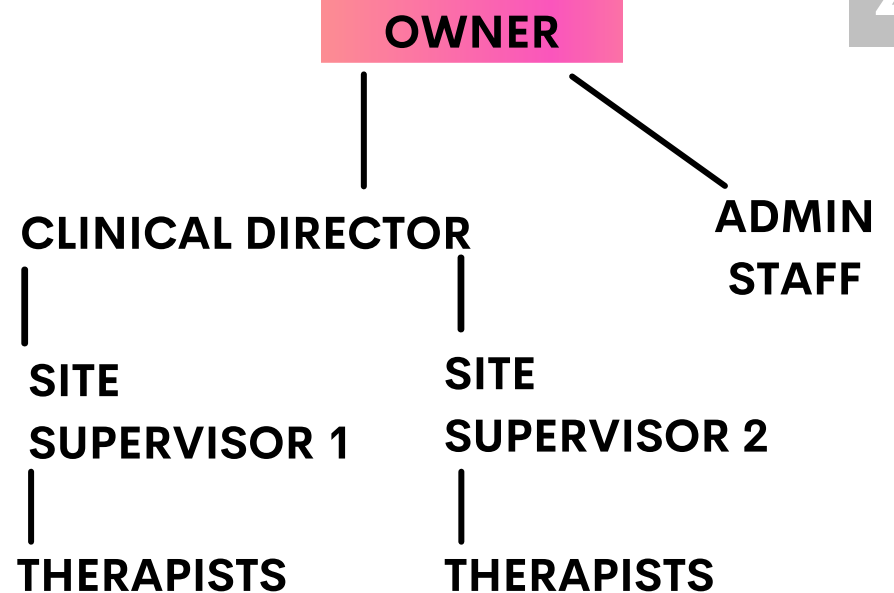 OWNER
CLINICAL DIRECTOR
ADMIN
STAFF
SITE
SUPERVISOR 1
SITE
SUPERVISOR 2
THERAPISTS
THERAPISTS